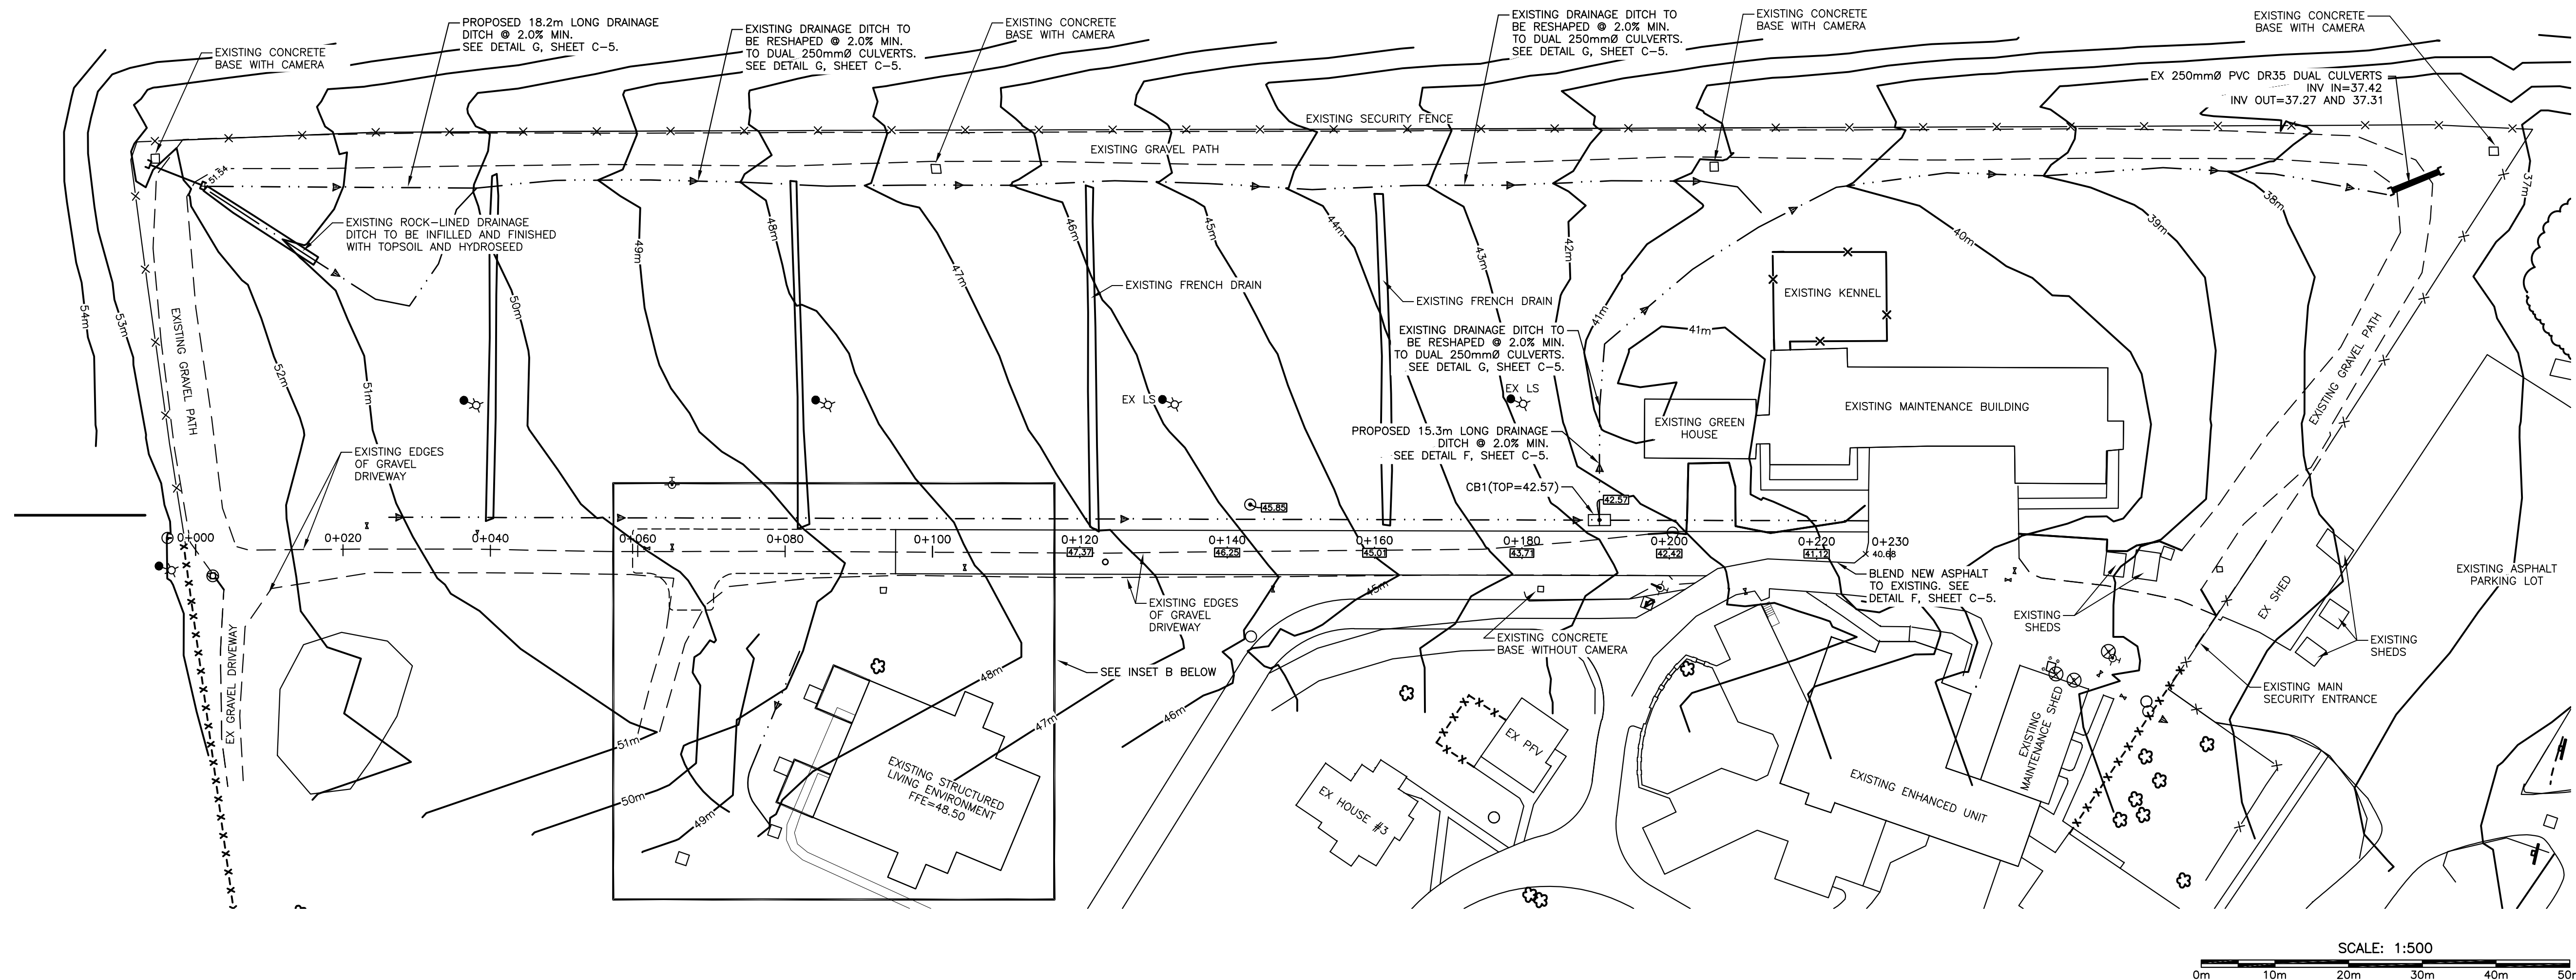 PROPOSED 18.2m LONG DRAINAGE
DITCH @ 2.0% MIN.
SEE DETAIL G, SHEET C-5.
EXISTING CONCRETE
BASE WITH CAMERA
EXISTING DRAINAGE DITCH TO
BE RESHAPED @ 2.0% MIN.
TO DUAL 250mmØ CULVERTS.
SEE DETAIL G, SHEET C-5.
EXISTING CONCRETE
BASE WITH CAMERA
EXISTING DRAINAGE DITCH TO
BE RESHAPED @ 2.0% MIN.
TO DUAL 250mmØ CULVERTS.
SEE DETAIL G, SHEET C-5.
EXISTING CONCRETE
BASE WITH CAMERA
EXISTING CONCRETE
BASE WITH CAMERA
EX 250mmØ PVC DR35 DUAL CULVERTS
INV IN=37.42
INV OUT=37.27 AND 37.31
EXISTING SECURITY FENCE
EXISTING GRAVEL PATH
51.54
EXISTING ROCK-LINED DRAINAGE
DITCH TO BE INFILLED AND FINISHED
WITH TOPSOIL AND HYDROSEED
54m
53m
52m
51m
50m
49m
48m
47m
46m
45m
44m
43m
42m
41m
41m
40m
39m
38m
37m
EXISTING GRAVEL PATH
EXISTING FRENCH DRAIN
EXISTING FRENCH DRAIN
EXISTING DRAINAGE DITCH TO
BE RESHAPED @ 2.0% MIN.
TO DUAL 250mmØ CULVERTS.
SEE DETAIL G, SHEET C-5.
EXISTING KENNEL
EXISTING GRAVEL PATH
EX LS
EX LS
EXISTING GREEN
HOUSE
EXISTING MAINTENANCE BUILDING
PROPOSED 15.3m LONG DRAINAGE
DITCH @ 2.0% MIN.
SEE DETAIL F, SHEET C-5.
EXISTING EDGES
OF GRAVEL
DRIVEWAY
CB1(TOP=42.57)
42.57
45.85
0+000
0+020
0+040
0+060
0+080
0+100
0+120
0+140
0+160
0+180
0+200
0+220
0+230
47.37
46.25
45.01
43.71
42.42
41.12
40.68
BLEND NEW ASPHALT
TO EXISTING. SEE
DETAIL F, SHEET C-5.
EXISTING
SHEDS
EX SHED
EXISTING ASPHALT
PARKING LOT
EXISTING
SHEDS
45m
EXISTING EDGES
OF GRAVEL
DRIVEWAY
EXISTING CONCRETE
BASE WITHOUT CAMERA
EX GRAVEL DRIVEWAY
SEE INSET B BELOW
48m
47m
46m
51m
50m
49m
EXISTING STRUCTURED
LIVING ENVIRONMENT
FFE=48.50
EX PFV
EX HOUSE #3
EXISTING ENHANCED UNIT
EXISTING
MAINTENANCE SHED
EXISTING MAIN
SECURITY ENTRANCE
SCALE: 1:500
0m 10m 20m 30m 40m 50m